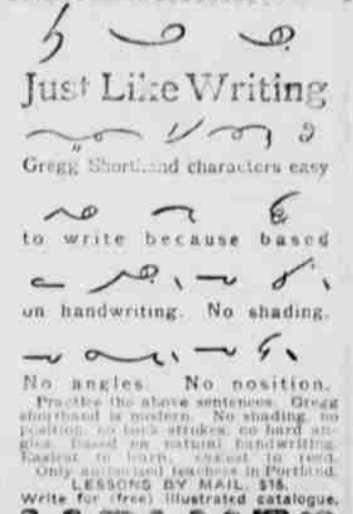 Just Like Writing
Gregg Shorthand characters easy
to write because based
on handwriting. No shading.
No angles. No position.
Practice the above sentences. Gregg
shorthand is modern. No shading, no
position, no back strokes, no hard an-
gles. Based on natural handwriting.
Easiest to learn, easiest to read.
Only authorized teachers in Portland.
LESSONS BY MAIL, $15.
Write for (free) illustrated catalogue.